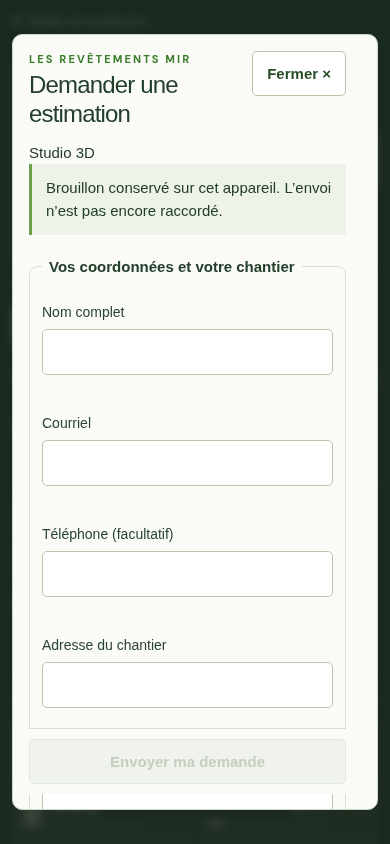 LES REVÊTEMENTS MIR
Demander une
estimation
Fermer ×
Studio 3D
Brouillon conservé sur cet appareil. L’envoi
n’est pas encore raccordé.
Vos coordonnées et votre chantier
Nom complet
Courriel
Téléphone (facultatif)
Adresse du chantier
Envoyer ma demande